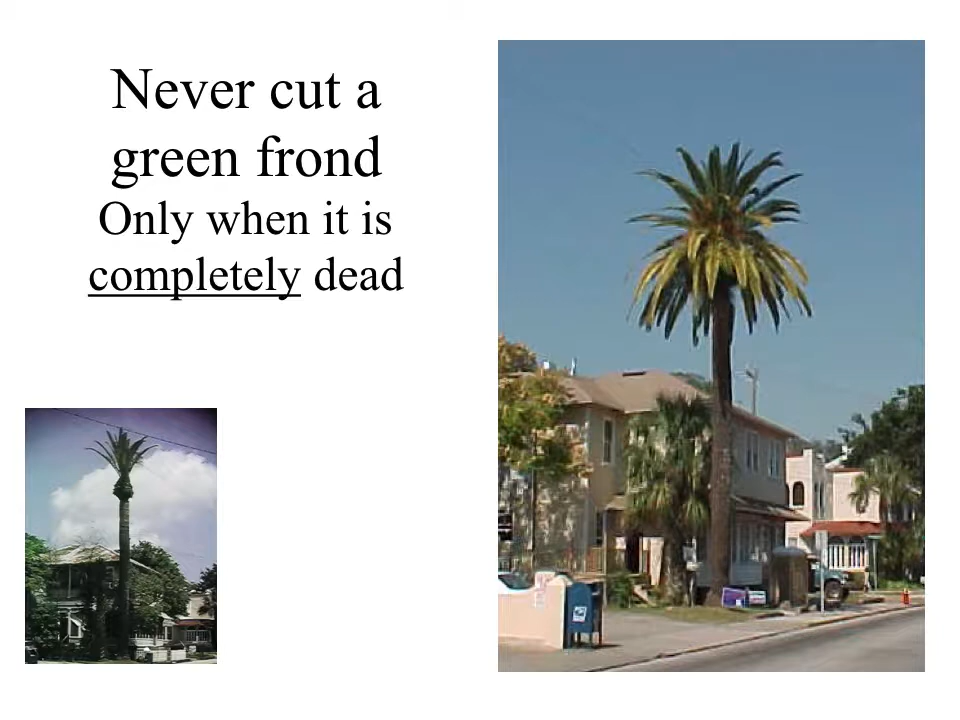 Never cut a
green frond
Only when it is
completely dead